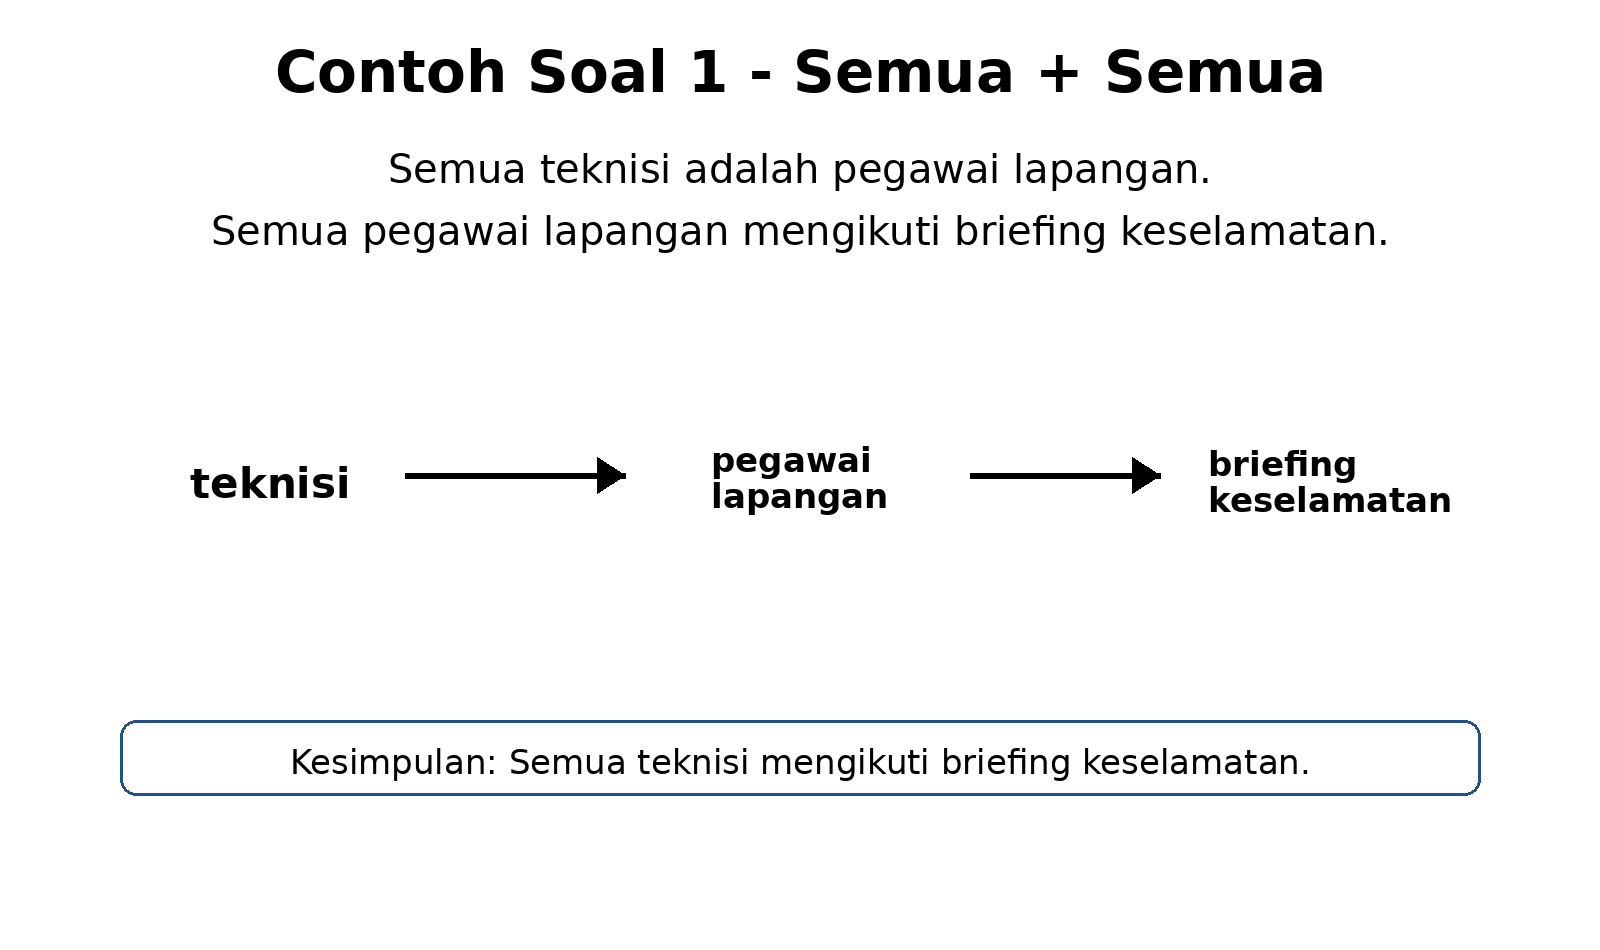 Contoh Soal 1 - Semua + Semua
Semua teknisi adalah pegawai lapangan.
Semua pegawai lapangan mengikuti briefing keselamatan.
teknisi
pegawai
lapangan
briefing
keselamatan
Kesimpulan: Semua teknisi mengikuti briefing keselamatan.